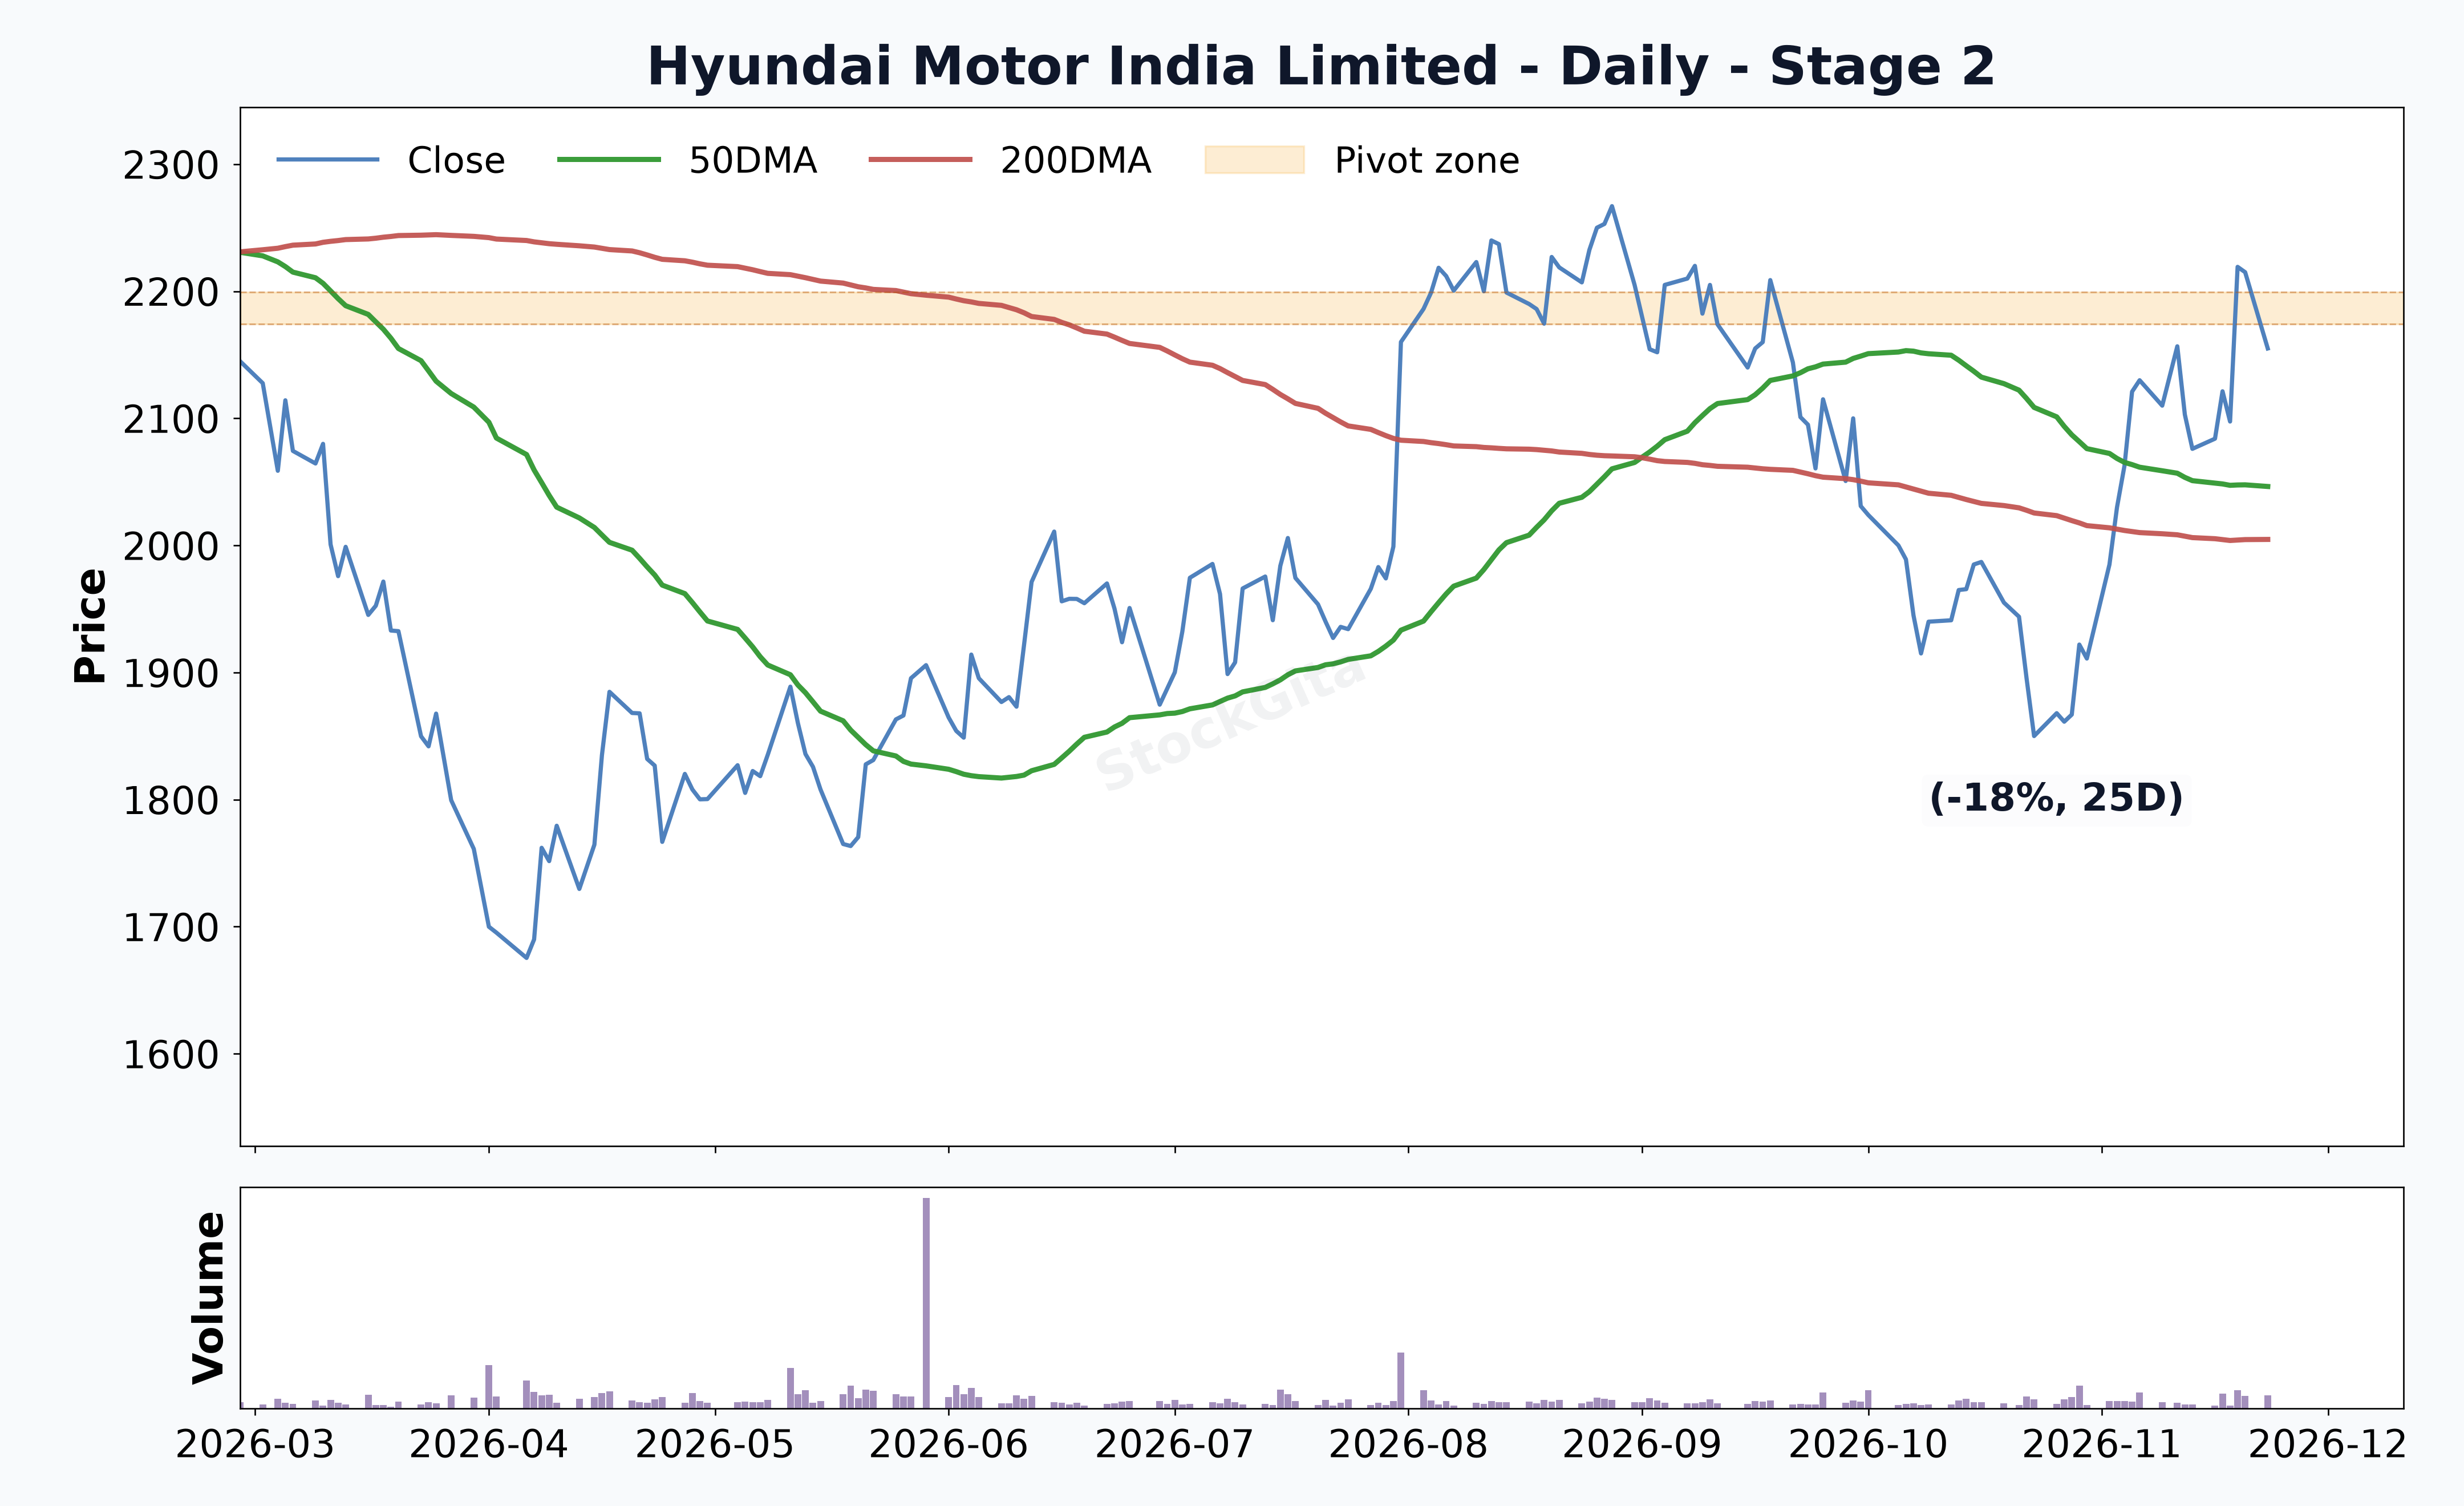 Hyundai Motor India Limited - Daily - Stage 2
Close 50DMA 200DMA Pivot zone
2300
2200
2100
2000
1900
1800
1700
1600
Price
StockGita
(-18%, 25D)
Volume
2026-03 2026-04 2026-05 2026-06 2026-07 2026-08 2026-09 2026-10 2026-11 2026-12